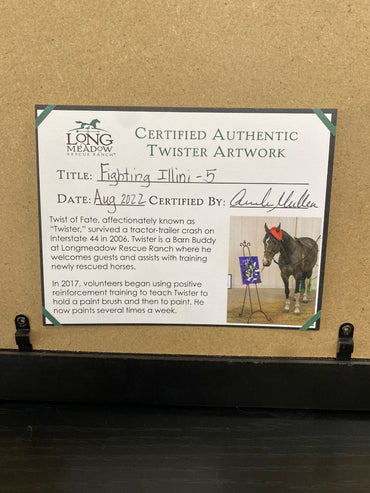 LONG
MEADOW
RESCUE RANCH
CERTIFIED AUTHENTIC
TWISTER ARTWORK
TITLE: Fighting Illini - 5
DATE: Aug 2022 CERTIFIED BY:
Twist of Fate, affectionately known as
"Twister," survived a tractor-trailer crash on
Interstate 44 in 2006. Twister is a Barn Buddy
at Longmeadow Rescue Ranch where he
welcomes guests and assists with training
newly rescued horses.
In 2017, volunteers began using positive
reinforcement training to teach Twister to
hold a paint brush and then to paint. He
now paints several times a week.